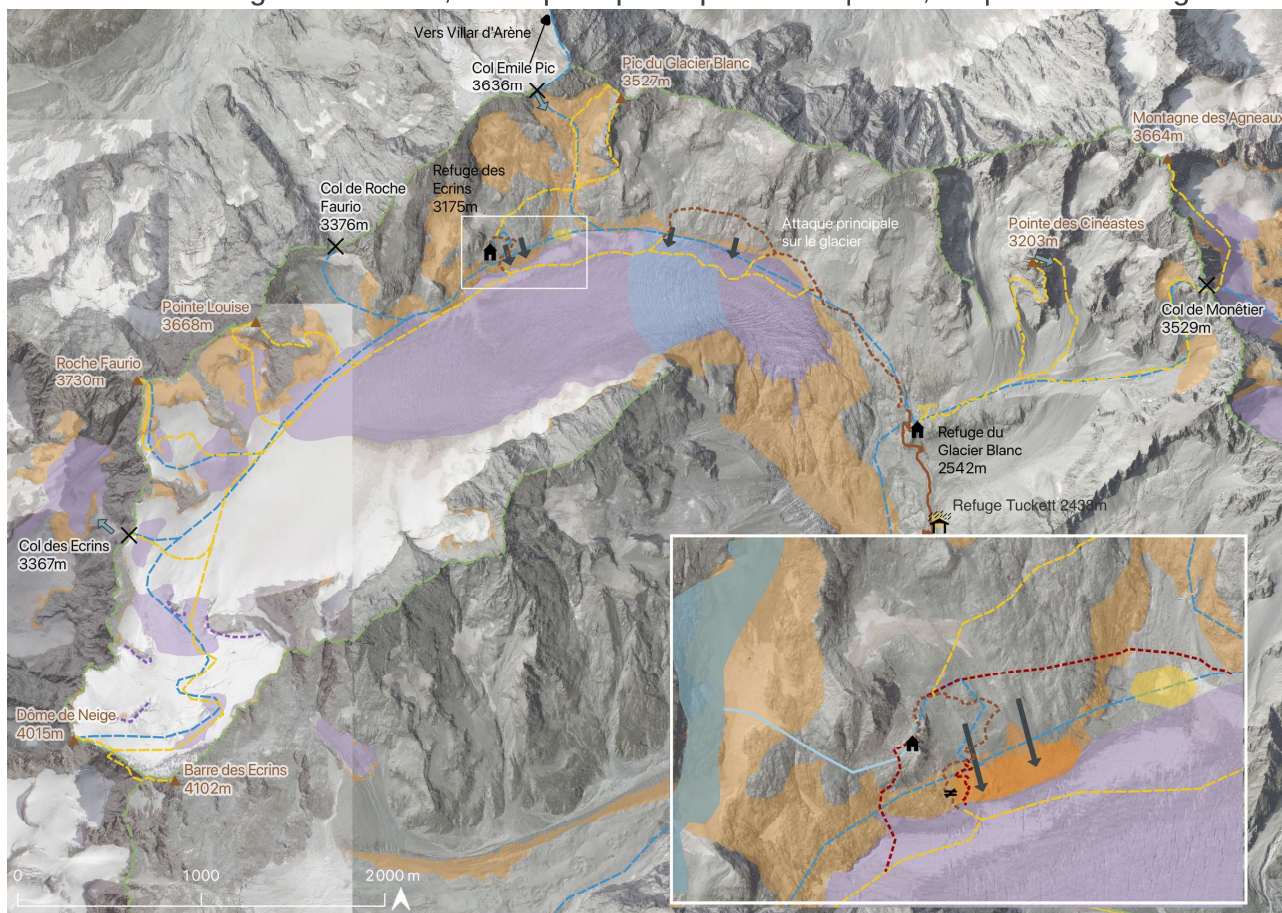 Vers Villar d'Arène
Col Emile Pic
3636m
Pic du Glacier Blanc
3527m
Montagne des Agneaux
3664m
Refuge des
Ecrins
3175m
Col de Roche
Faurio
3376m
Attaque principale
sur le glacier
Pointe des Cinéastes
3203m
Pointe Louise
3668m
Col de Monêtier
3529m
Roche Faurio
3730m
Refuge du
Glacier Blanc
2542m
Refuge Tuckett 2438m
Col des Ecrins
3367m
Dôme de Neige
4015m
Barre des Ecrins
4102m
≠
0 1000 2000 m